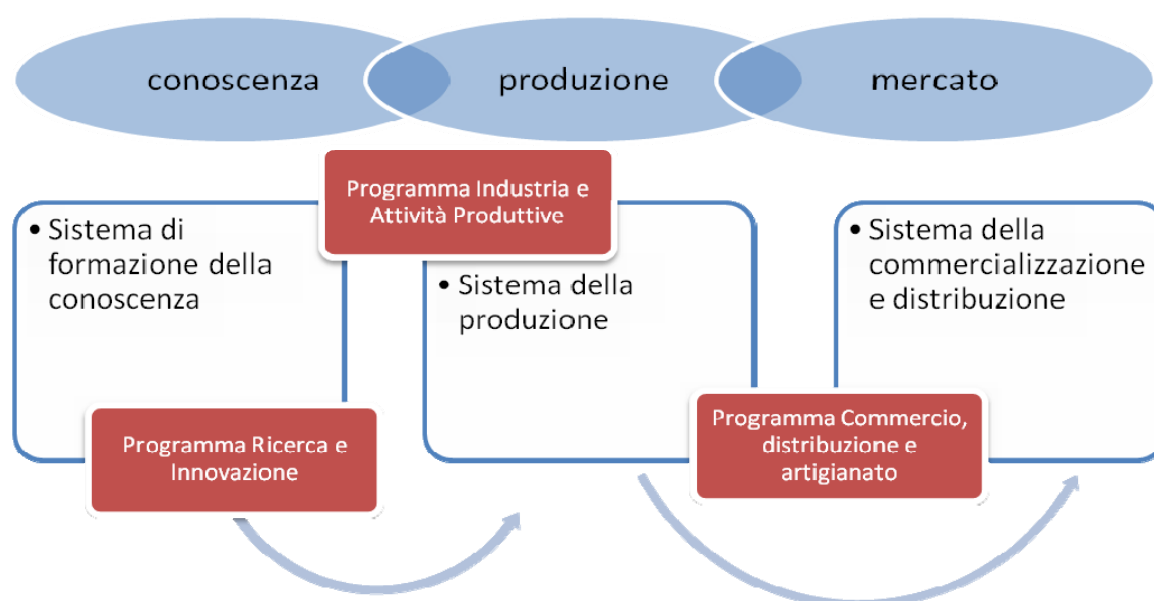 conoscenza
produzione
mercato
Programma Industria e
Attività Produttive
• Sistema di
formazione della
conoscenza
• Sistema della
produzione
• Sistema della
commercializzazione
e distribuzione
Programma Ricerca e
Innovazione
Programma Commercio,
distribuzione e
artigianato